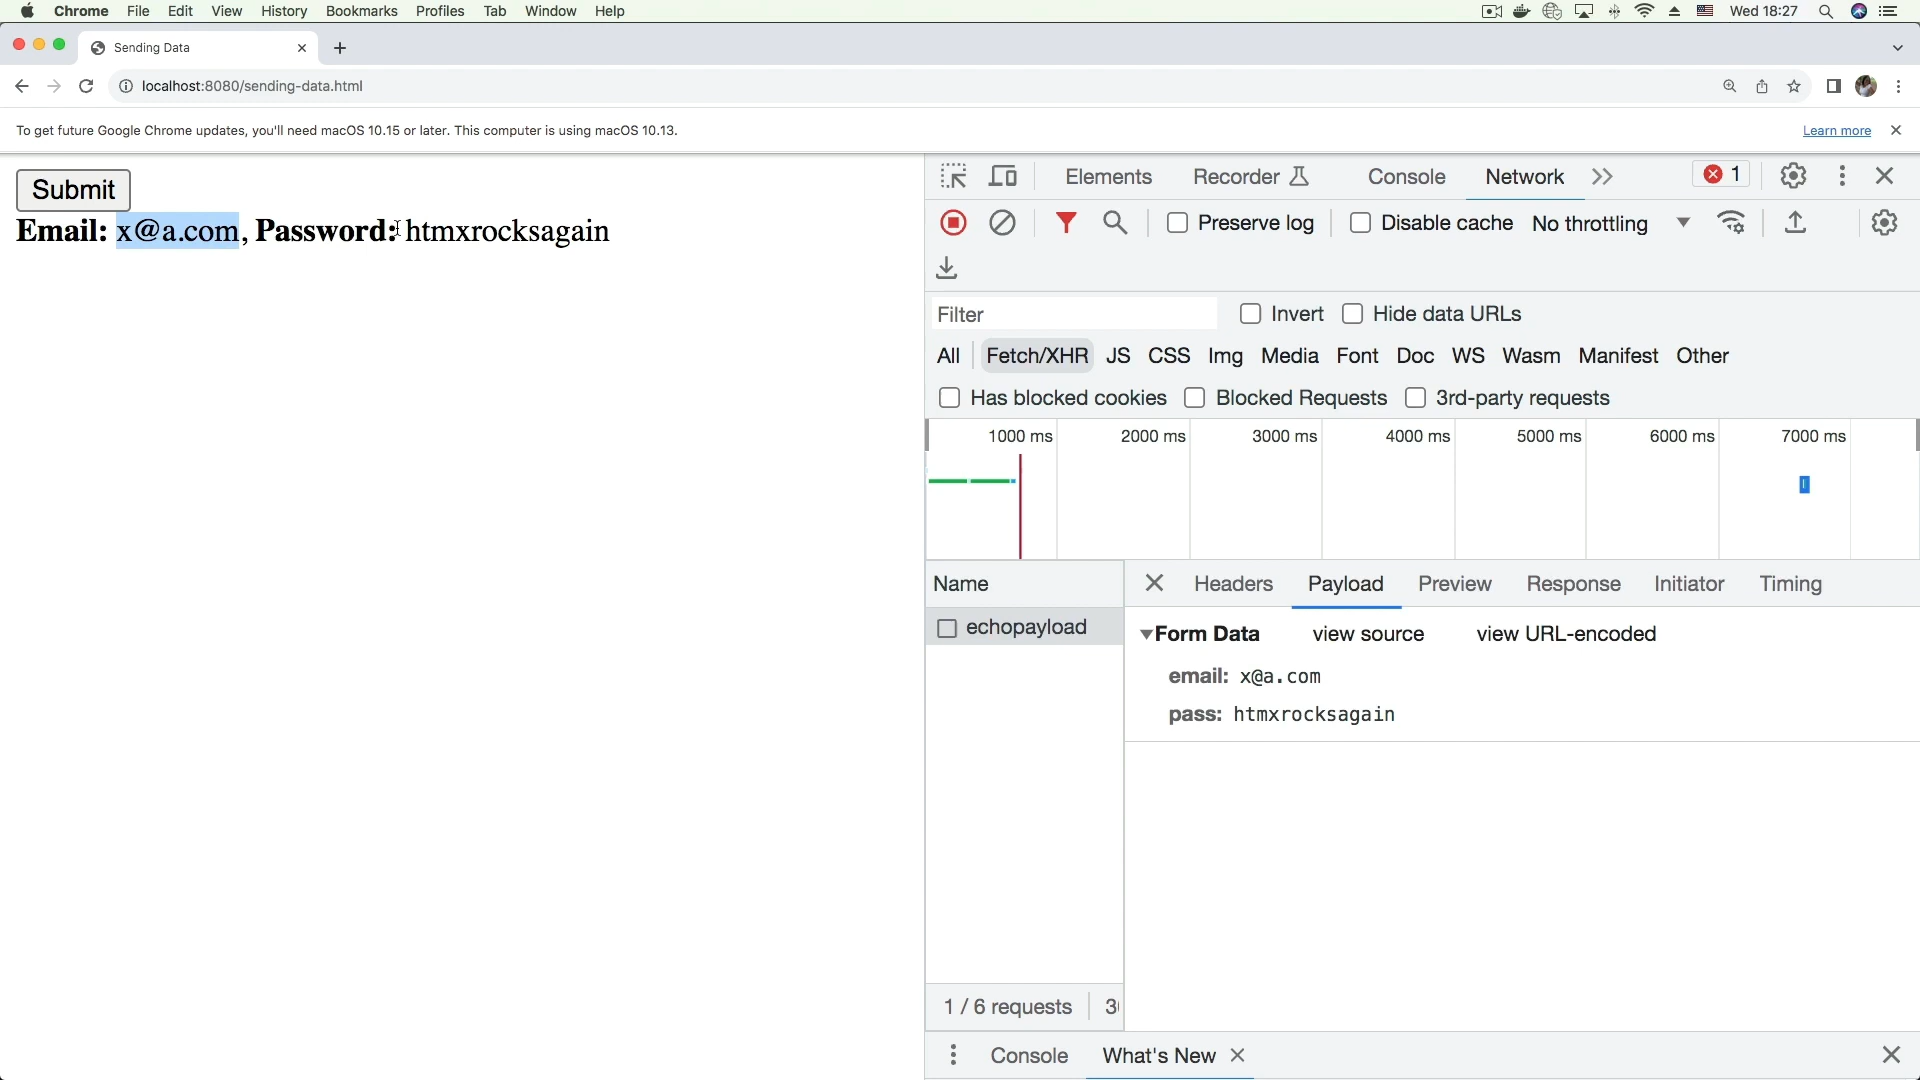 Chrome File Edit View History Bookmarks Profiles Tab Window Help Wed 18:27
Sending Data
localhost:8080/sending-data.html
To get future Google Chrome updates, you'll need macOS 10.15 or later. This computer is using macOS 10.13. Learn more
Submit
Email: x@a.com, Password: htmxrocksagain
Elements Recorder Console Network 1
Preserve log Disable cache No throttling
Filter Invert Hide data URLs
All Fetch/XHR JS CSS Img Media Font Doc WS Wasm Manifest Other
Has blocked cookies Blocked Requests 3rd-party requests
1000 ms 2000 ms 3000 ms 4000 ms 5000 ms 6000 ms 7000 ms
Name Headers Payload Preview Response Initiator Timing
echopayload
Form Data view source view URL-encoded
email: x@a.com
pass: htmxrocksagain
1 / 6 requests
Console What's New